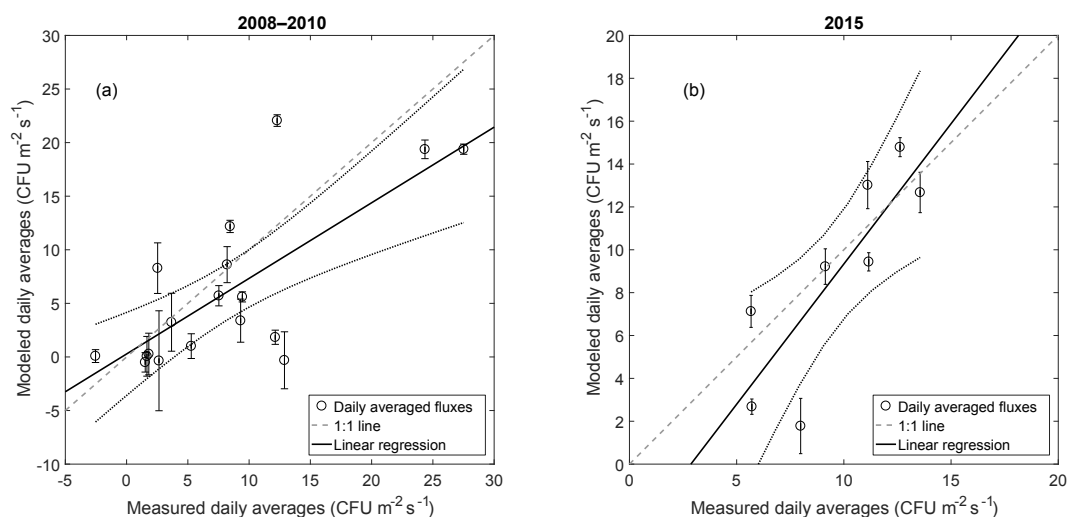 2008–2010
(a)
Modeled daily averages (CFU m⁻² s⁻¹)
30
25
20
15
10
5
0
-5
-10
-5 0 5 10 15 20 25 30
Measured daily averages (CFU m⁻² s⁻¹)
Daily averaged fluxes
1:1 line
Linear regression
2015
(b)
Modeled daily averages (CFU m⁻² s⁻¹)
20
18
16
14
12
10
8
6
4
2
0
0 5 10 15 20
Measured daily averages (CFU m⁻² s⁻¹)
Daily averaged fluxes
1:1 line
Linear regression